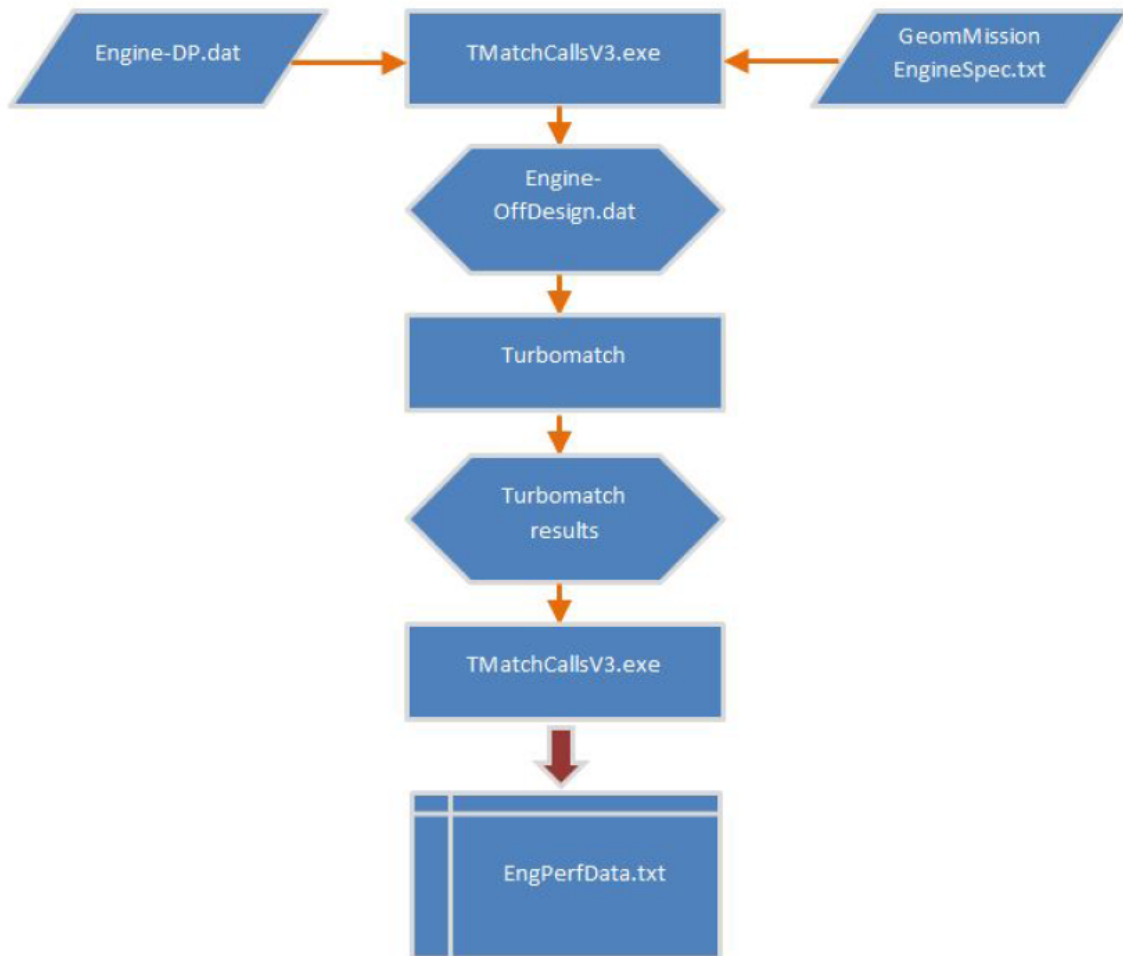 Engine-DP.dat
TMatchCallsV3.exe
GeomMission
EngineSpec.txt
Engine-
OffDesign.dat
Turbomatch
Turbomatch
results
TMatchCallsV3.exe
EngPerfData.txt